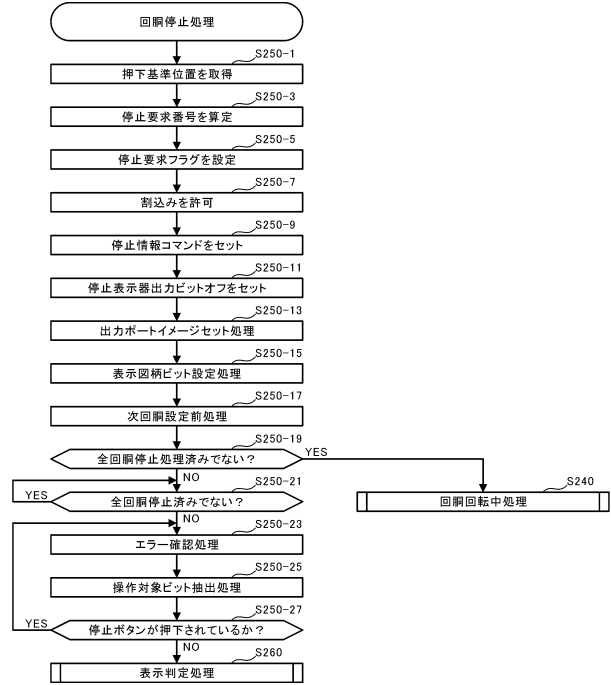 回胴停止処理
S250-1
押下基準位置を取得
S250-3
停止要求番号を算定
S250-5
停止要求フラグを設定
S250-7
割込みを許可
S250-9
停止情報コマンドをセット
S250-11
停止表示器出力ビットオフをセット
S250-13
出力ポートイメージセット処理
S250-15
表示図柄ビット設定処理
S250-17
次回胴設定前処理
S250-19
全回胴停止処理済みでない？
YES
NO
S250-21
全回胴停止済みでない？
YES
NO
S240
回胴回転中処理
S250-23
エラー確認処理
S250-25
操作対象ビット抽出処理
S250-27
停止ボタンが押下されているか？
YES
NO
S260
表示判定処理